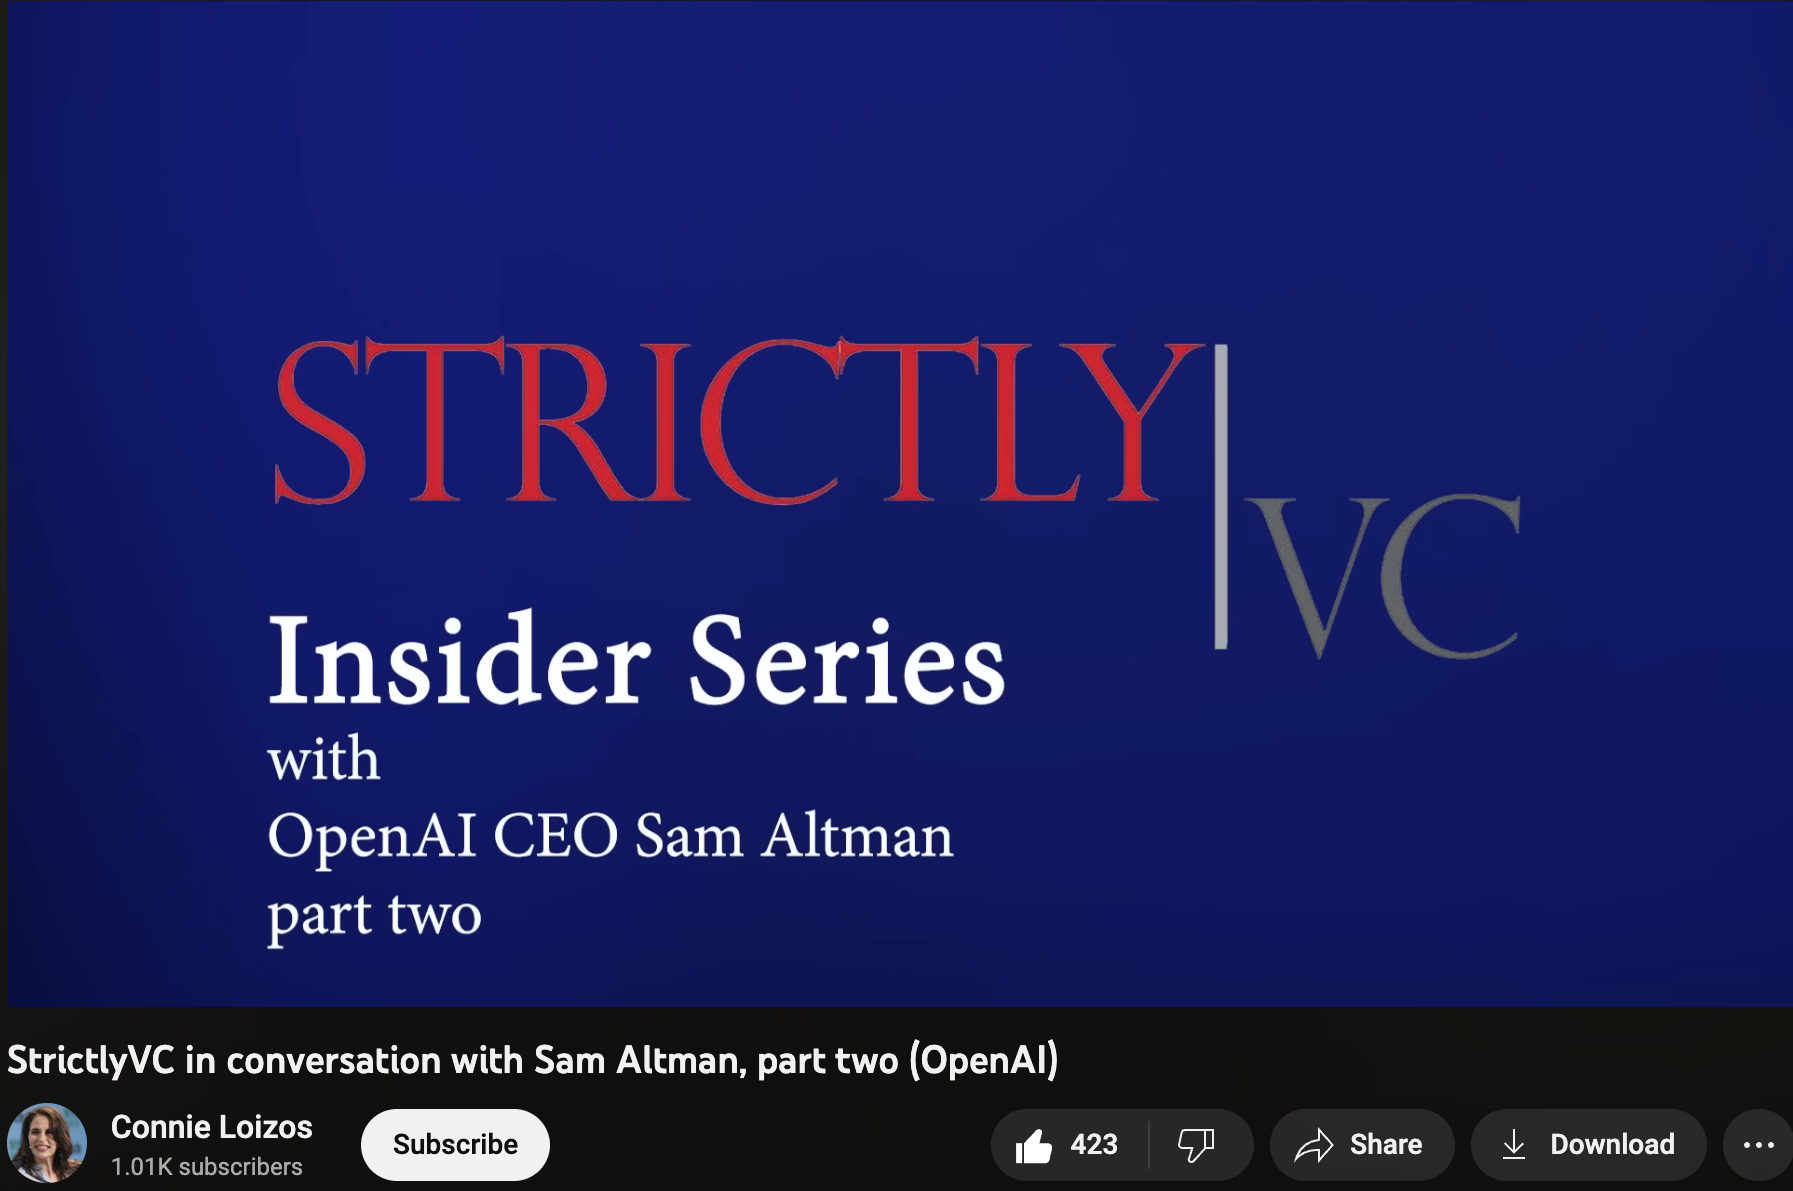 STRICTLY
VC
Insider Series
with
OpenAI CEO Sam Altman
part two
StrictlyVC in conversation with Sam Altman, part two (OpenAI)
Connie Loizos
1.01K subscribers
Subscribe
423
Share
Download